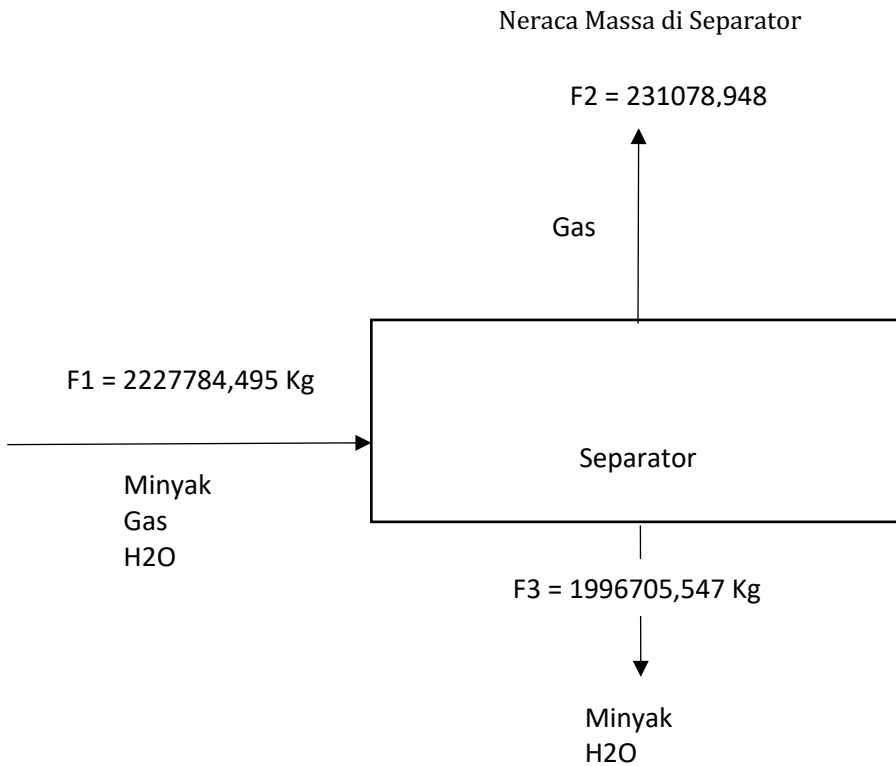 Neraca Massa di Separator
F2 = 231078,948
Gas
F1 = 2227784,495 Kg
Separator
Minyak
Gas
H2O
F3 = 1996705,547 Kg
Minyak
H2O